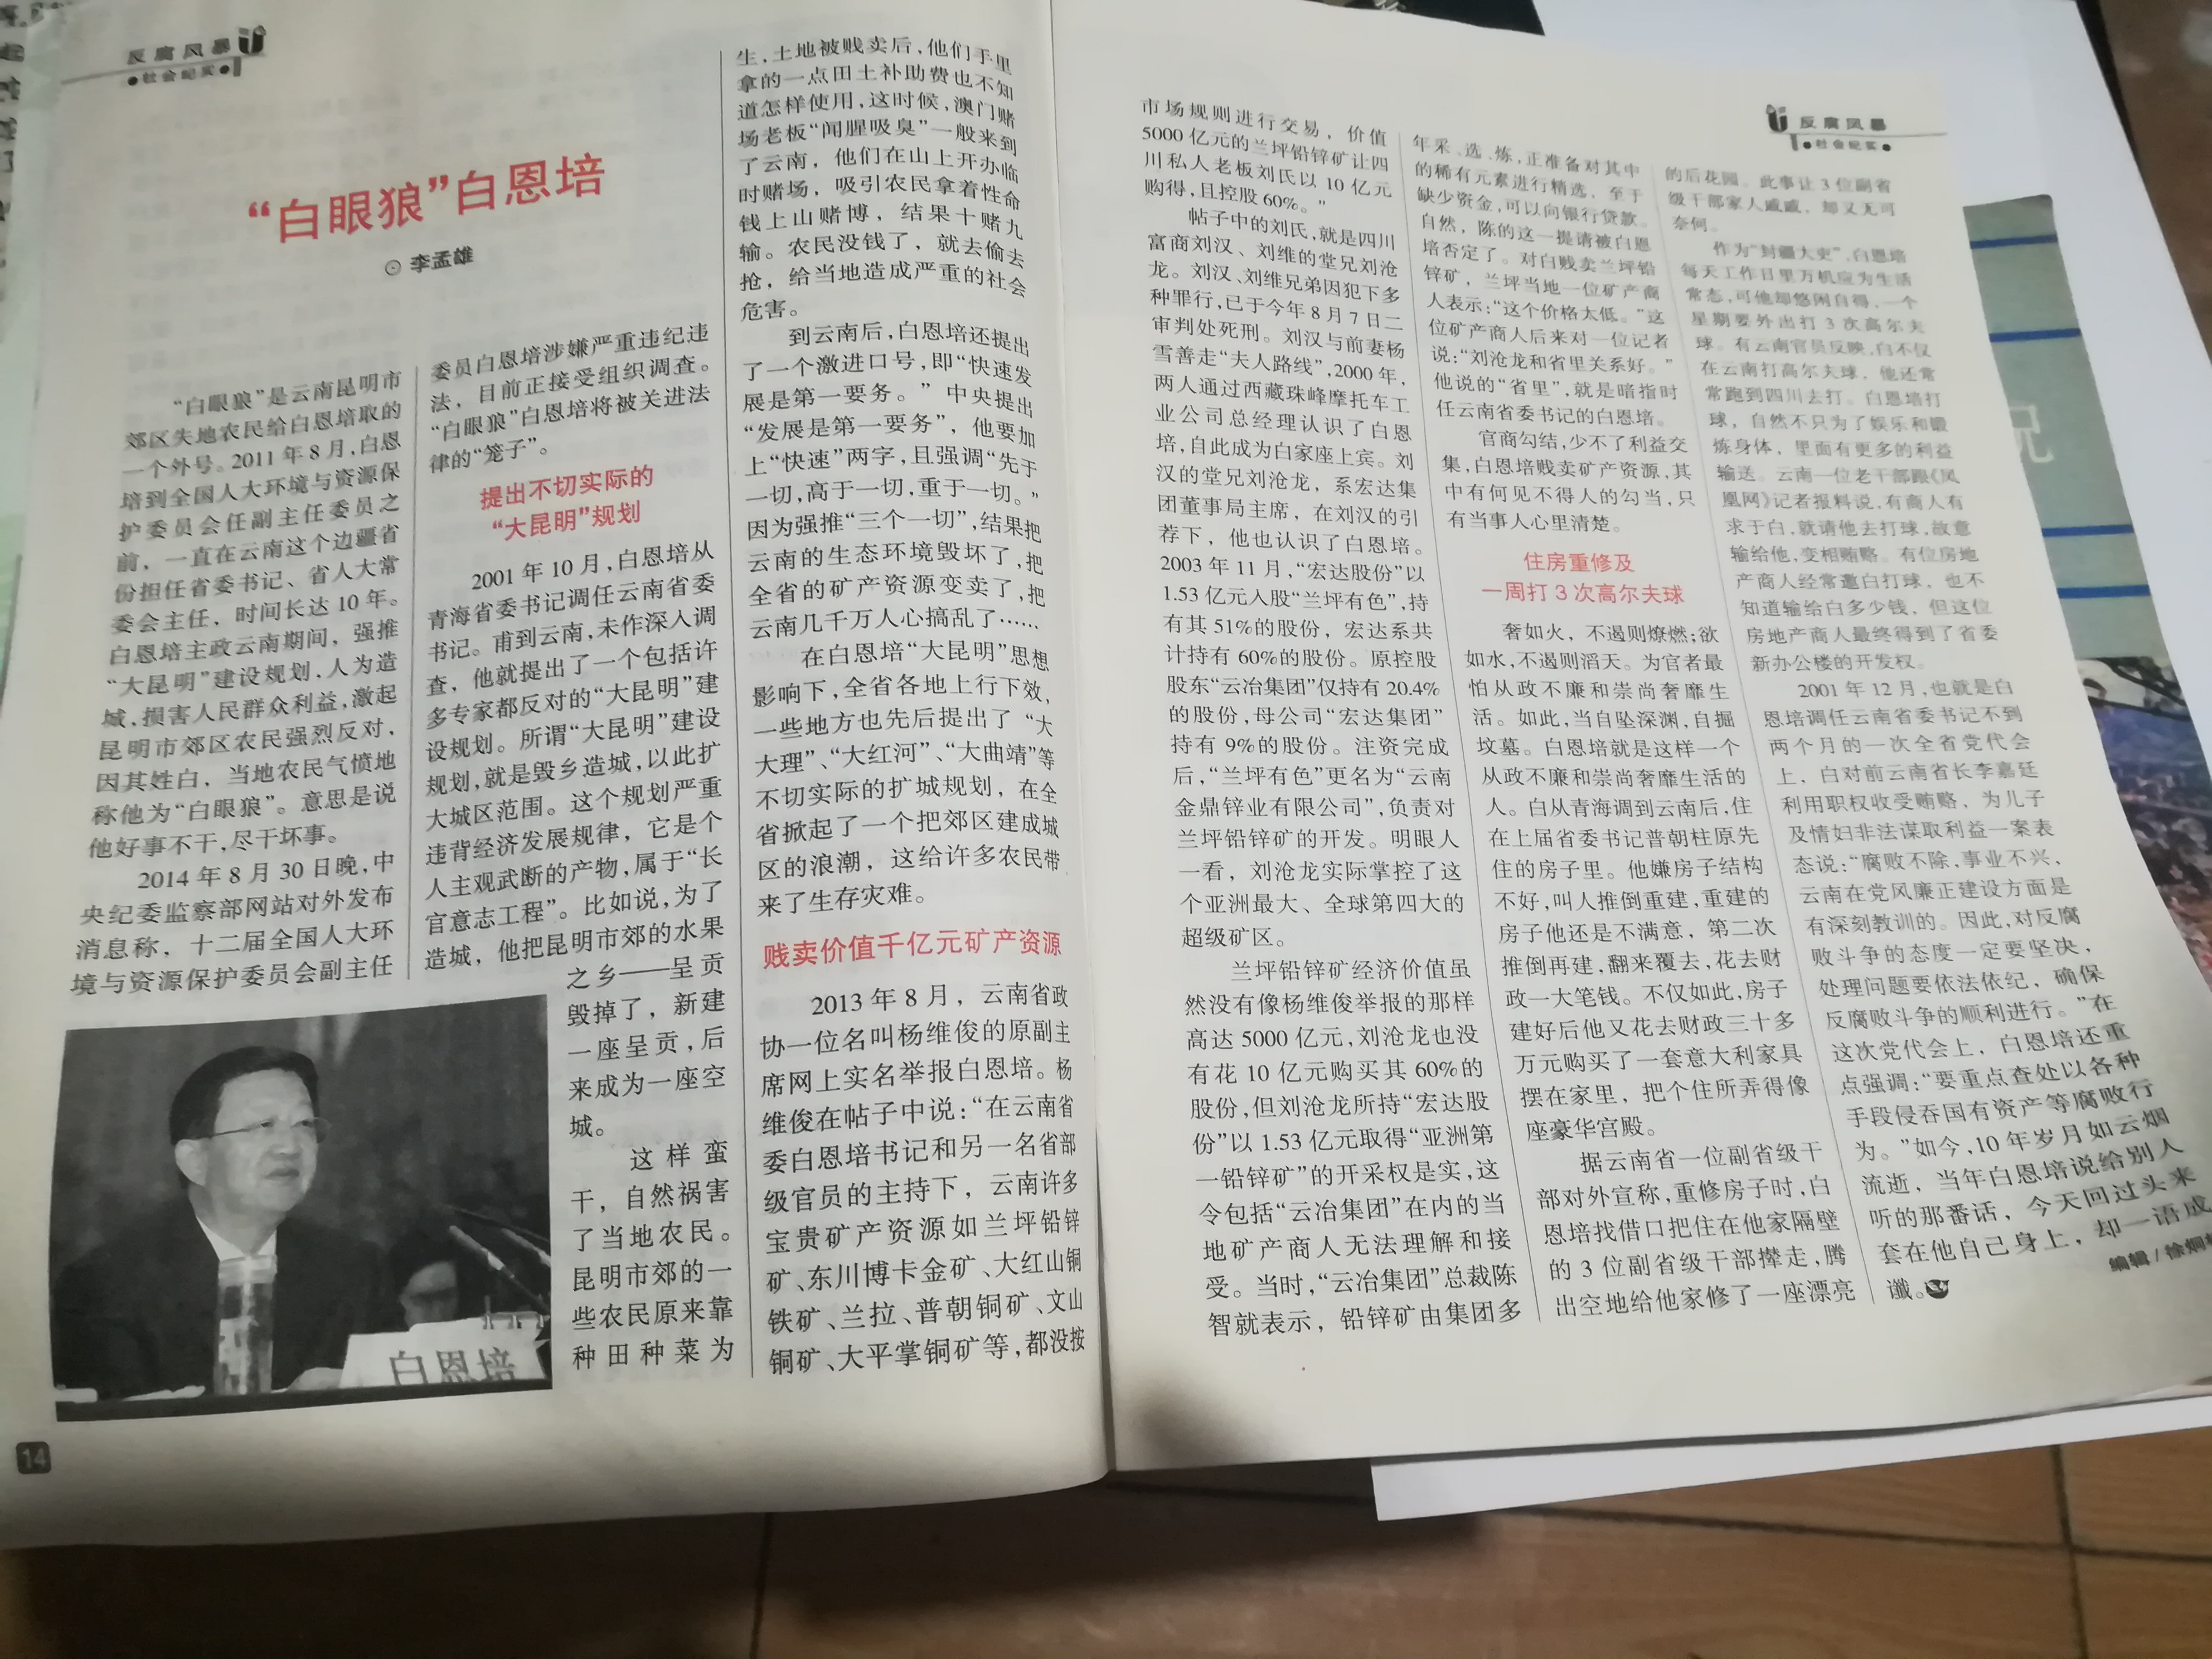 反腐风暴
●社会纪实●
“白眼狼”白恩培
⊙ 李孟雄
“白眼狼”是云南昆明市
郊区失地农民给白恩培取的
一个外号。2011年8月,白恩
培到全国人大环境与资源保
护委员会任副主任委员之
前，一直在云南这个边疆省
份担任省委书记、省人大常
委会主任，时间长达10年。
白恩培主政云南期间，强推
“大昆明”建设规划,人为造
城,损害人民群众利益,激起
昆明市郊区农民强烈反对，
因其姓白，当地农民气愤地
称他为“白眼狼”。意思是说
他好事不干,尽干坏事。
2014年8月30日晚,中
央纪委监察部网站对外发布
消息称，十二届全国人大环
境与资源保护委员会副主任
委员白恩培涉嫌严重违纪违
法，目前正接受组织调查。
“白眼狼”白恩培将被关进法
律的“笼子”。
提出不切实际的
“大昆明”规划
2001年10月,白恩培从
青海省委书记调任云南省委
书记。甫到云南,未作深入调
查，他就提出了一个包括许
多专家都反对的“大昆明”建
设规划。所谓“大昆明”建设
规划,就是毁乡造城,以此扩
大城区范围。这个规划严重
违背经济发展规律，它是个
人主观武断的产物,属于“长
官意志工程”。比如说,为了
造城，他把昆明市郊的水果
之乡——呈贡
毁掉了，新建
一座呈贡,后
来成为一座空
城。
这样蛮
干，自然祸害
了当地农民。
昆明市郊的一
些农民原来靠
种田种菜为
白恩培
14
生,土地被贱卖后,他们手里
拿的一点田土补助费也不知
道怎样使用,这时候,澳门赌
场老板“闻腥吸臭”一般来到
了云南，他们在山上开办临
时赌场，吸引农民拿着性命
钱上山赌博，结果十赌九
输。农民没钱了，就去偷去
抢，给当地造成严重的社会
危害。
到云南后,白恩培还提出
了一个激进口号,即“快速发
展是第一要务。”中央提出
“发展是第一要务”，他要加
上“快速”两字,且强调“先于
一切,高于一切,重于一切。”
因为强推“三个一切”,结果把
云南的生态环境毁坏了,把
全省的矿产资源变卖了,把
云南几千万人心搞乱了……
在白恩培“大昆明”思想
影响下,全省各地上行下效,
一些地方也先后提出了“大
大理”、“大红河”、“大曲靖”等
不切实际的扩城规划，在全
省掀起了一个把郊区建成城
区的浪潮，这给许多农民带
来了生存灾难。
贱卖价值千亿元矿产资源
2013年8月，云南省政
协一位名叫杨维俊的原副主
席网上实名举报白恩培。杨
维俊在帖子中说:“在云南省
委白恩培书记和另一名省部
级官员的主持下，云南许多
宝贵矿产资源如兰坪铅锌
矿、东川博卡金矿、大红山铜
铁矿、兰拉、普朝铜矿、文山
铜矿、大平掌铜矿等,都没按
市场规则进行交易，价值
5000亿元的兰坪铅锌矿让四
川私人老板刘氏以10亿元
购得,且控股60%。”
帖子中的刘氏,就是四川
富商刘汉、刘维的堂兄刘沧
龙。刘汉、刘维兄弟因犯下多
种罪行,已于今年8月7日二
审判处死刑。刘汉与前妻杨
雪善走“夫人路线”,2000年,
两人通过西藏珠峰摩托车工
业公司总经理认识了白恩
培,自此成为白家座上宾。刘
汉的堂兄刘沧龙，系宏达集
团董事局主席，在刘汉的引
荐下，他也认识了白恩培。
2003年11月,“宏达股份”以
1.53亿元入股“兰坪有色”,持
有其51%的股份，宏达系共
计持有60%的股份。原控股
股东“云冶集团”仅持有20.4%
的股份,母公司“宏达集团”
持有9%的股份。注资完成
后,“兰坪有色”更名为“云南
金鼎锌业有限公司”,负责对
兰坪铅锌矿的开发。明眼人
一看，刘沧龙实际掌控了这
个亚洲最大、全球第四大的
超级矿区。
兰坪铅锌矿经济价值虽
然没有像杨维俊举报的那样
高达5000亿元,刘沧龙也没
有花10亿元购买其60%的
股份,但刘沧龙所持“宏达股
份”以1.53亿元取得“亚洲第
一铅锌矿”的开采权是实,这
令包括“云冶集团”在内的当
地矿产商人无法理解和接
受。当时,“云冶集团”总裁陈
智就表示，铅锌矿由集团多
反腐风暴
●社会纪实●
年采、选、炼,正准备对其中
的稀有元素进行精选，至于
缺少资金,可以向银行贷款。
自然，陈的这一提请被白恩
培否定了。对白贱卖兰坪铅
锌矿，兰坪当地一位矿产商
人表示:“这个价格太低。”这
位矿产商人后来对一位记者
说:“刘沧龙和省里关系好。”
他说的“省里”,就是暗指时
任云南省委书记的白恩培。
官商勾结,少不了利益交
集,白恩培贱卖矿产资源,其
中有何见不得人的勾当,只
有当事人心里清楚。
住房重修及
一周打3次高尔夫球
奢如火，不遏则燎燃;欲
如水,不遏则滔天。为官者最
怕从政不廉和崇尚奢靡生
活。如此,当自坠深渊,自掘
坟墓。白恩培就是这样一个
从政不廉和崇尚奢靡生活的
人。白从青海调到云南后,住
在上届省委书记普朝柱原先
住的房子里。他嫌房子结构
不好,叫人推倒重建,重建的
房子他还是不满意，第二次
推倒再建,翻来覆去,花去财
政一大笔钱。不仅如此,房子
建好后他又花去财政三十多
万元购买了一套意大利家具
摆在家里，把个住所弄得像
座豪华宫殿。
据云南省一位副省级干
部对外宣称,重修房子时,白
恩培找借口把住在他家隔壁
的3位副省级干部撵走,腾
出空地给他家修了一座漂亮
的后花园。此事让3位副省
级干部家人戚戚，却又无可
奈何。
作为“封疆大吏”,白恩培
每天工作日里万机应为生活
常态,可他却悠闲自得，一个
星期要外出打3次高尔夫
球。有云南官员反映,白不仅
在云南打高尔夫球，他还常
常跑到四川去打。白恩培打
球，自然不只为了娱乐和锻
炼身体，里面有更多的利益
输送。云南一位老干部跟《凤
凰网》记者报料说,有商人有
求于白,就请他去打球,故意
输给他,变相贿赂。有位房地
产商人经常邀白打球，也不
知道输给白多少钱，但这位
房地产商人最终得到了省委
新办公楼的开发权。
2001年12月,也就是白
恩培调任云南省委书记不到
两个月的一次全省党代会
上，白对前云南省长李嘉廷
利用职权收受贿赂，为儿子
及情妇非法谋取利益一案表
态说:“腐败不除,事业不兴，
云南在党风廉正建设方面是
有深刻教训的。因此,对反腐
败斗争的态度一定要坚决，
处理问题要依法依纪，确保
反腐败斗争的顺利进行。”在
这次党代会上，白恩培还重
点强调:“要重点查处以各种
手段侵吞国有资产等腐败行
为。”如今,10年岁月如云烟
流逝，当年白恩培说给别人
听的那番话，今天回过头来
套在他自己身上，却一语成
谶。
编辑/徐炯